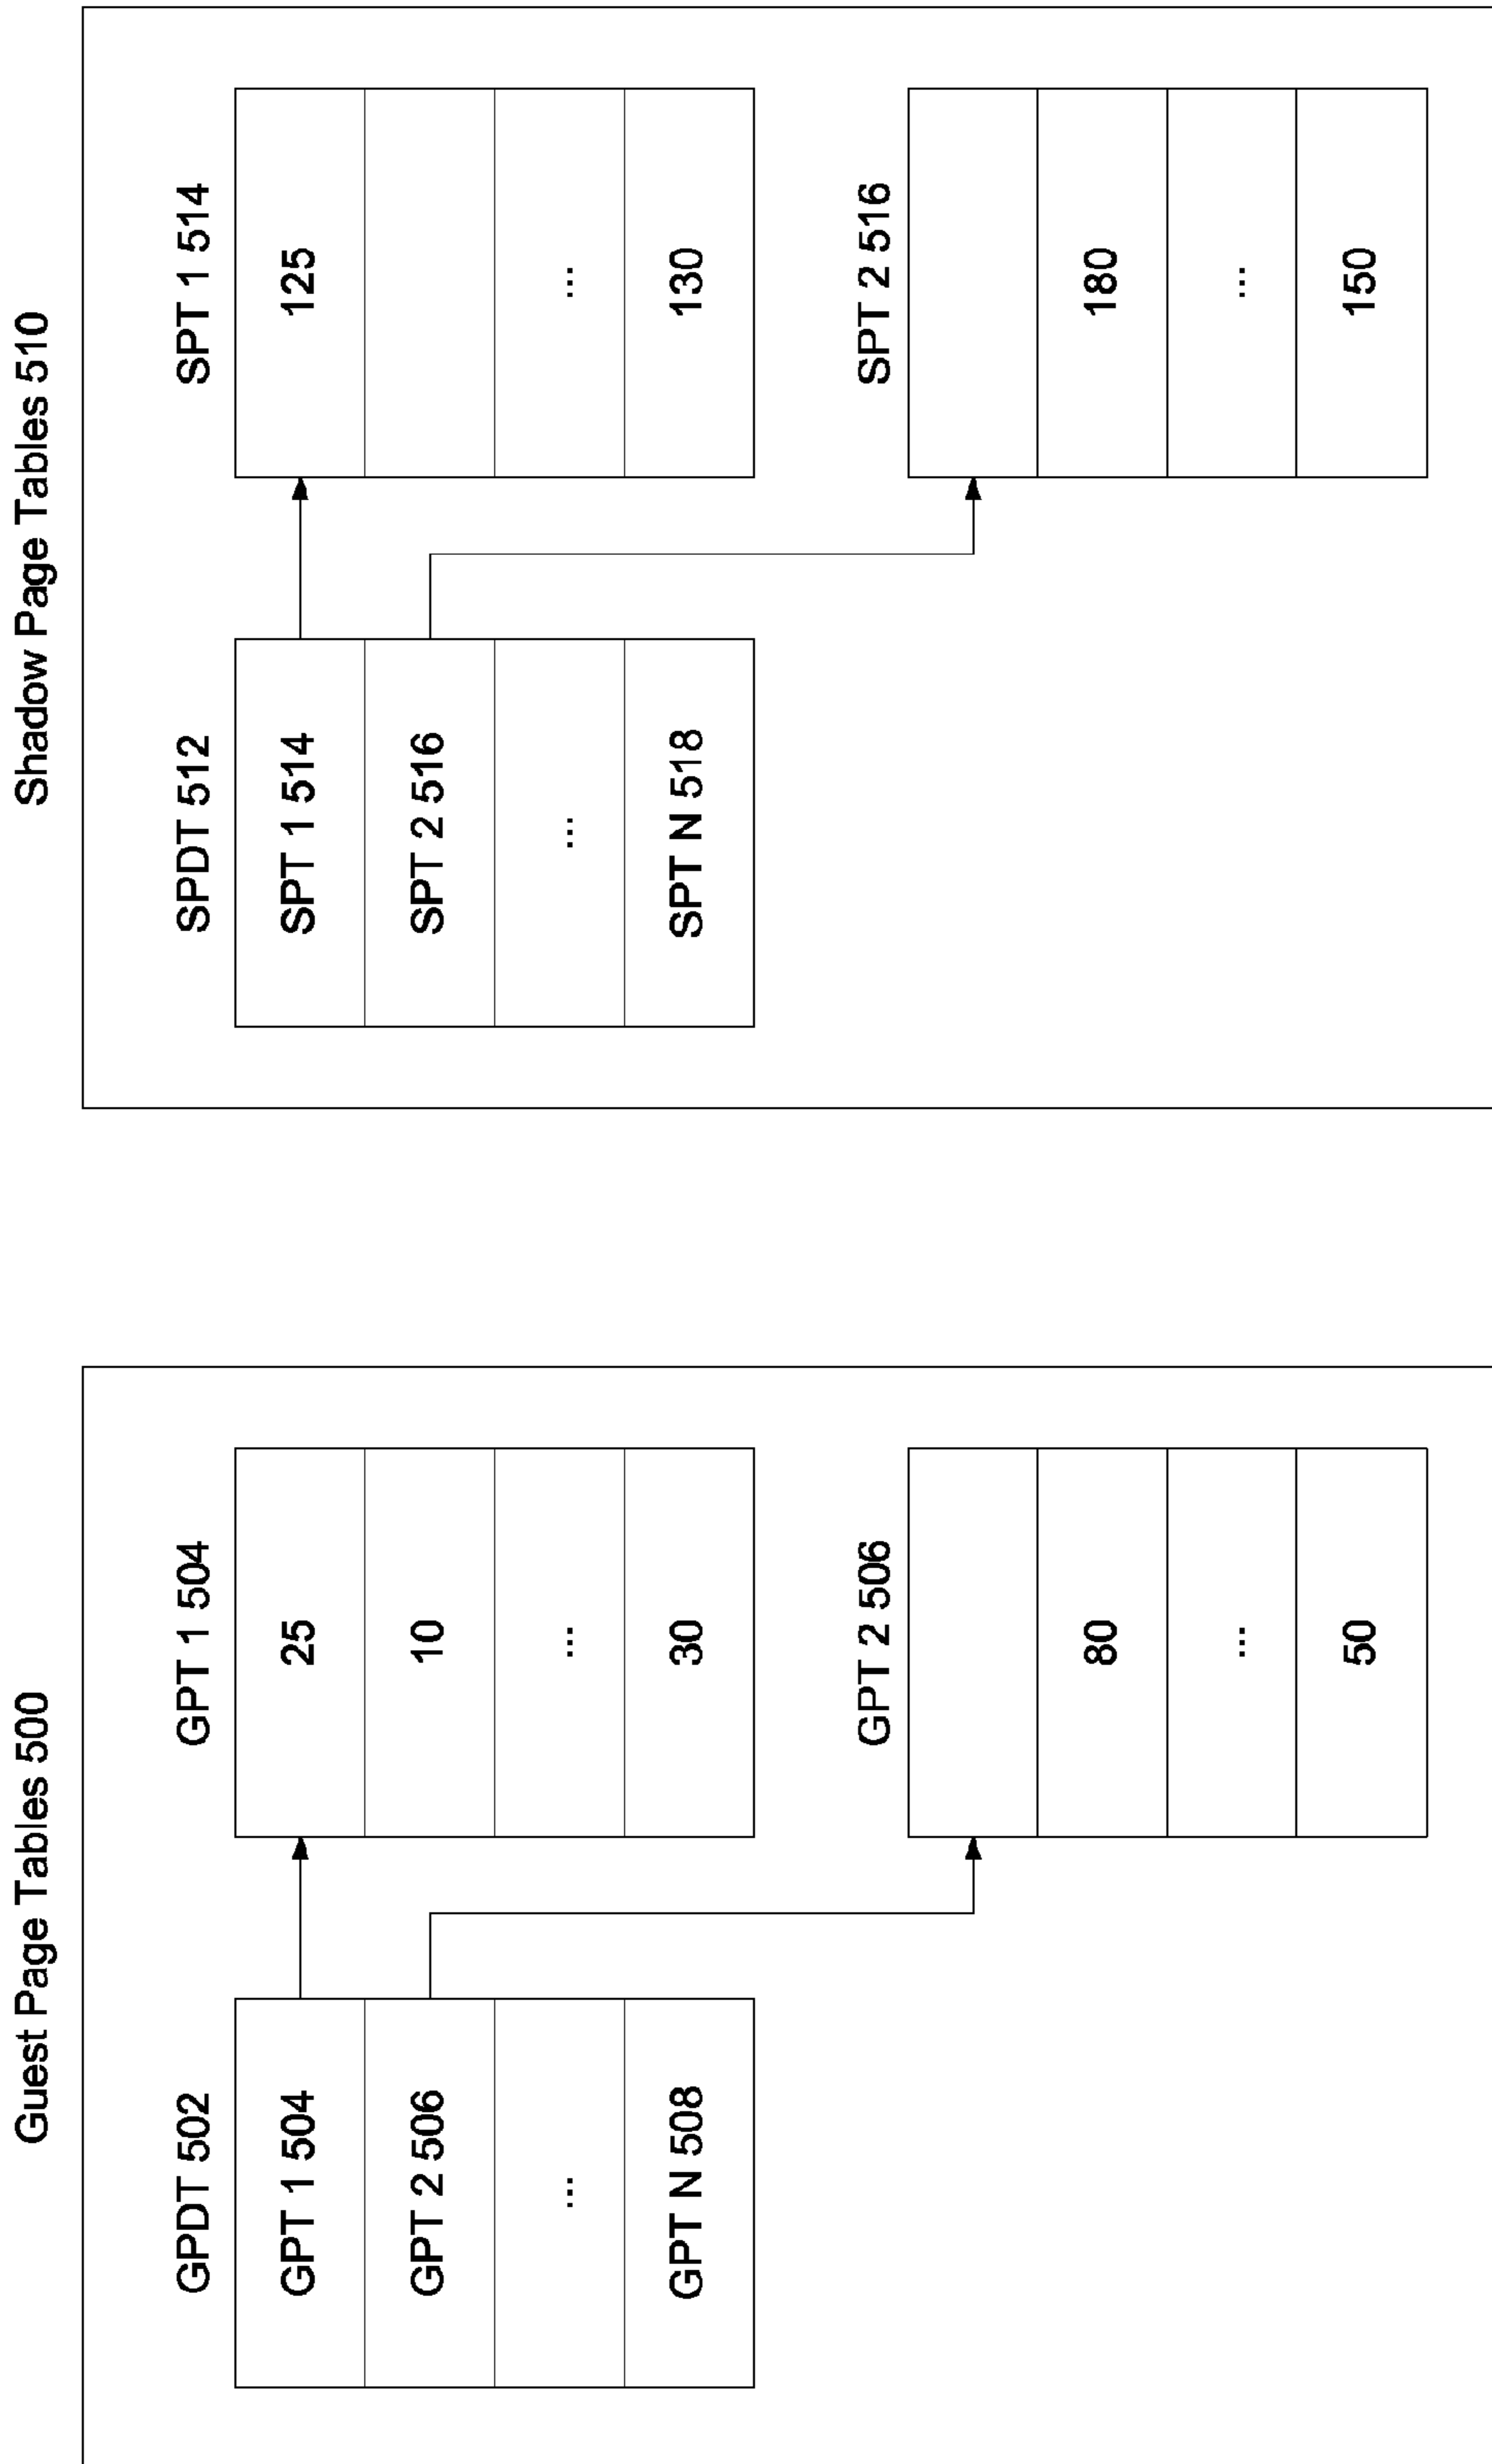 Guest Page Tables 500
GPDT 502
GPT 1 504
GPT 2 506
...
GPT N 508
GPT 1 504
25
10
...
30
GPT 2 506
80
...
50
Shadow Page Tables 510
SPDT 512
SPT 1 514
SPT 2 516
...
SPT N 518
SPT 1 514
125
...
130
SPT 2 516
180
...
150